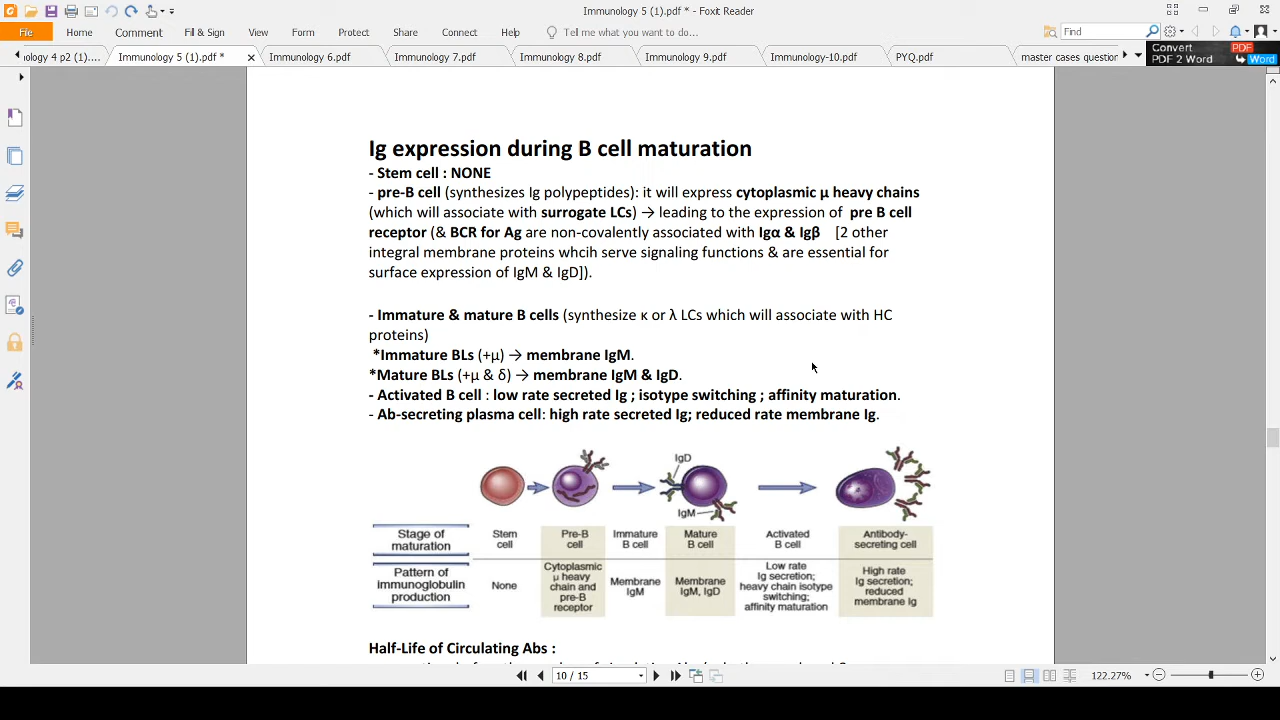 Immunology 5 (1).pdf * - Foxit Reader
File Home Comment Fill & Sign View Form Protect Share Connect Help Tell me what you want to do... Find
ology 4 p2 (1).... Immunology 5 (1).pdf * Immunology 6.pdf Immunology 7.pdf Immunology 8.pdf Immunology 9.pdf Immunology-10.pdf PYQ.pdf master cases question
Convert PDF
PDF 2 Word Word
Ig expression during B cell maturation
- Stem cell : NONE
- pre-B cell (synthesizes Ig polypeptides): it will express cytoplasmic µ heavy chains
(which will associate with surrogate LCs) → leading to the expression of pre B cell
receptor (& BCR for Ag are non-covalently associated with Igα & Igβ [2 other
integral membrane proteins whcih serve signaling functions & are essential for
surface expression of IgM & IgD]).
- Immature & mature B cells (synthesize κ or λ LCs which will associate with HC
proteins)
*Immature BLs (+µ) → membrane IgM.
*Mature BLs (+µ & δ) → membrane IgM & IgD.
- Activated B cell : low rate secreted Ig ; isotype switching ; affinity maturation.
- Ab-secreting plasma cell: high rate secreted Ig; reduced rate membrane Ig.
IgD
IgM
Stage of maturation
Stem cell
Pre-B cell
Immature B cell
Mature B cell
Activated B cell
Antibody-secreting cell
Pattern of immunoglobulin production
None
Cytoplasmic µ heavy chain and pre-B receptor
Membrane IgM
Membrane IgM, IgD
Low rate Ig secretion; heavy chain isotype switching; affinity maturation
High rate Ig secretion; reduced membrane Ig
Half-Life of Circulating Abs :
10 / 15
122.27%